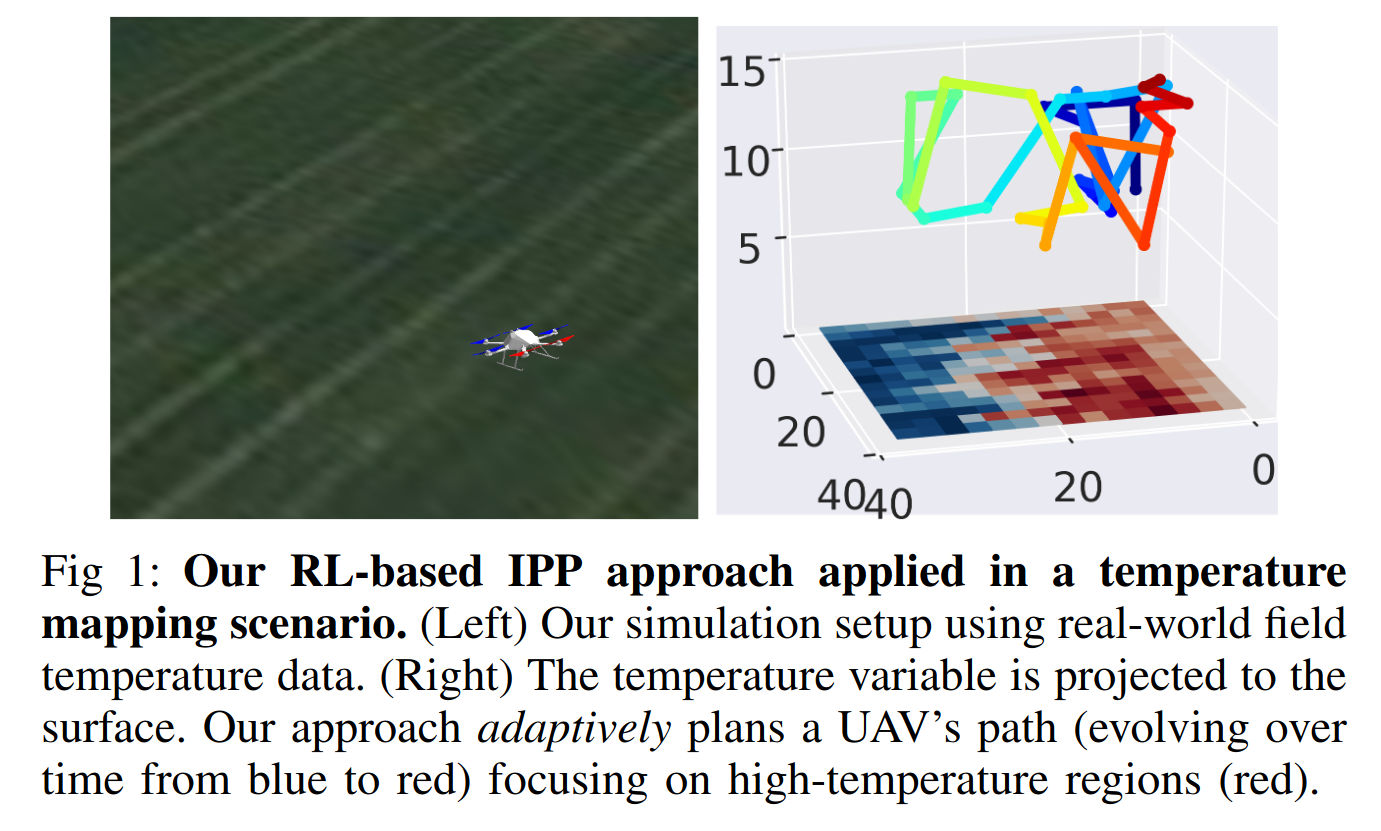 15
10
5
0
20
40
40
20
0
Fig 1: Our RL-based IPP approach applied in a temperature
mapping scenario. (Left) Our simulation setup using real-world field
temperature data. (Right) The temperature variable is projected to the
surface. Our approach adaptively plans a UAV’s path (evolving over
time from blue to red) focusing on high-temperature regions (red).